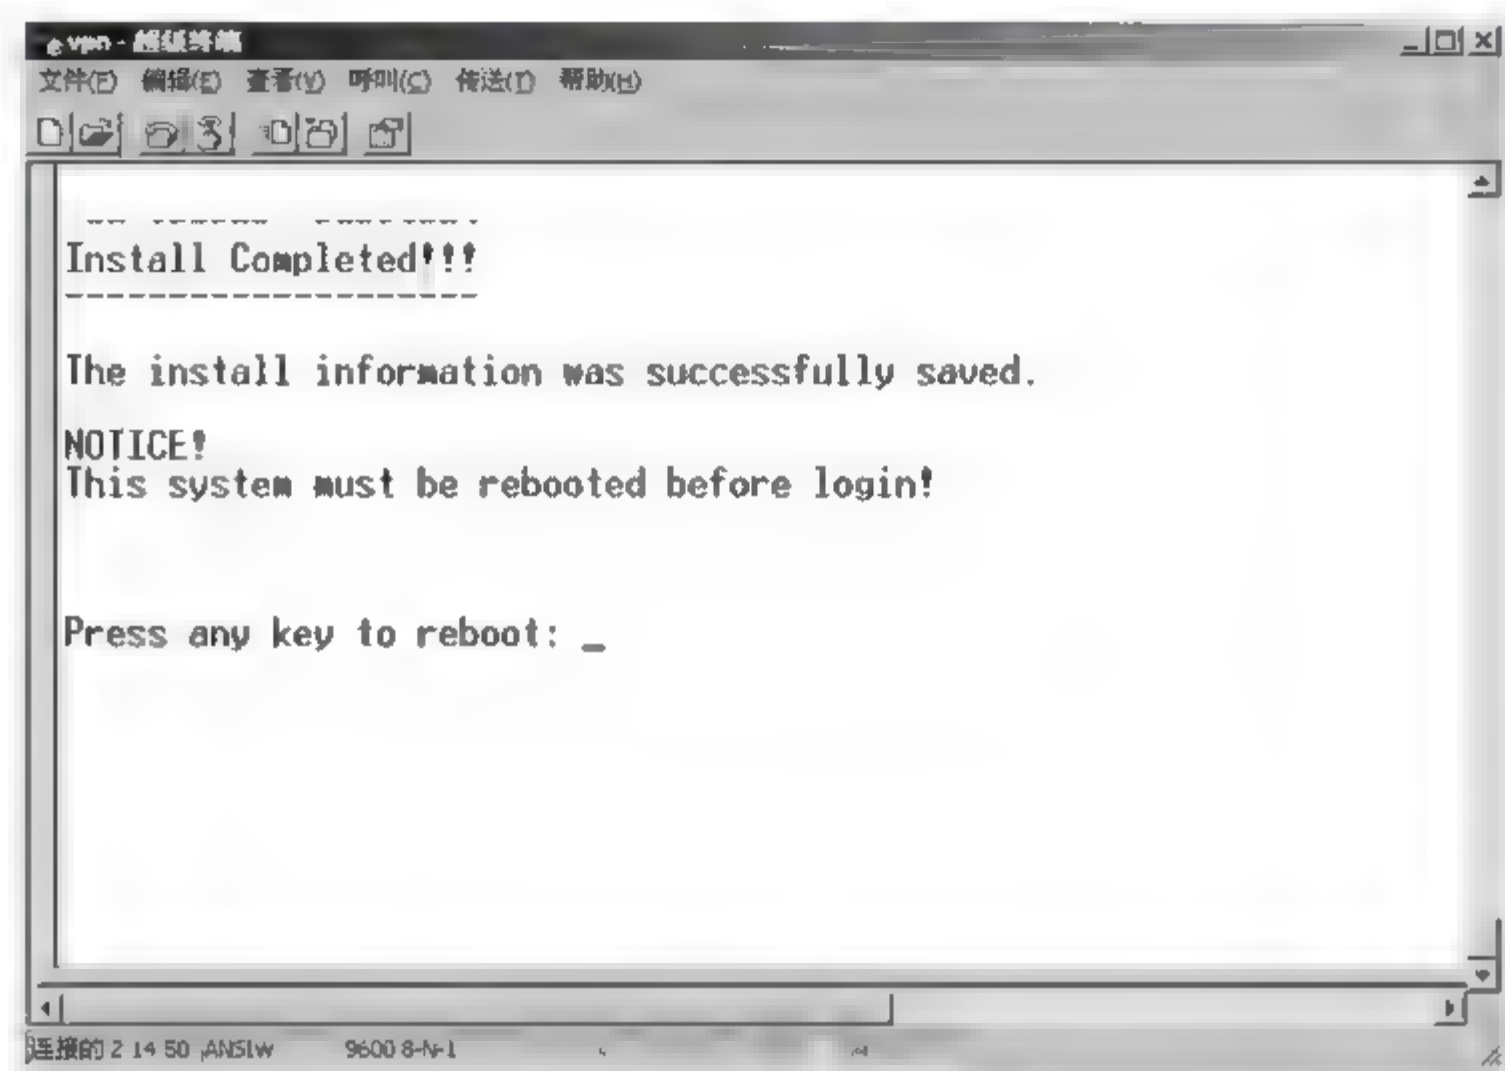 vpn - 超级终端
文件(F) 编辑(E) 查看(V) 呼叫(C) 传送(T) 帮助(H)
Install Completed!!!
--------------------
The install information was successfully saved.
NOTICE!
This system must be rebooted before login!
Press any key to reboot: _
连接的 2 14 50 ANSIW 9600 8-N-1